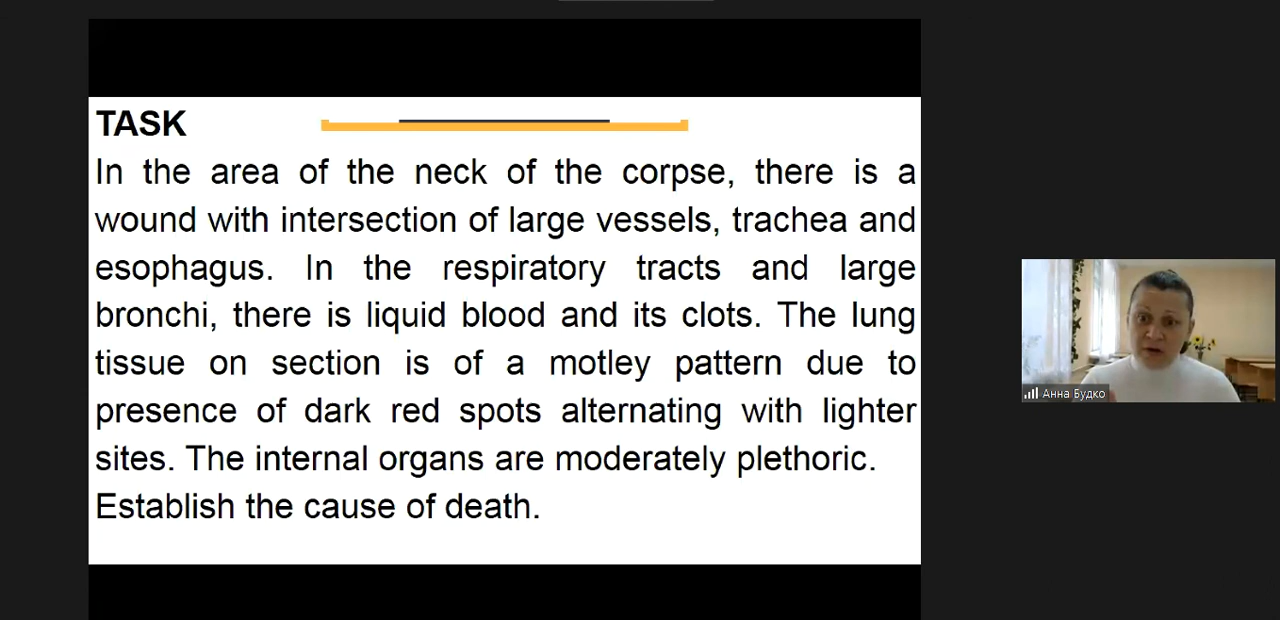 TASK
In the area of the neck of the corpse, there is a
wound with intersection of large vessels, trachea and
esophagus. In the respiratory tracts and large
bronchi, there is liquid blood and its clots. The lung
tissue on section is of a motley pattern due to
presence of dark red spots alternating with lighter
sites. The internal organs are moderately plethoric.
Establish the cause of death.
Анна Будко